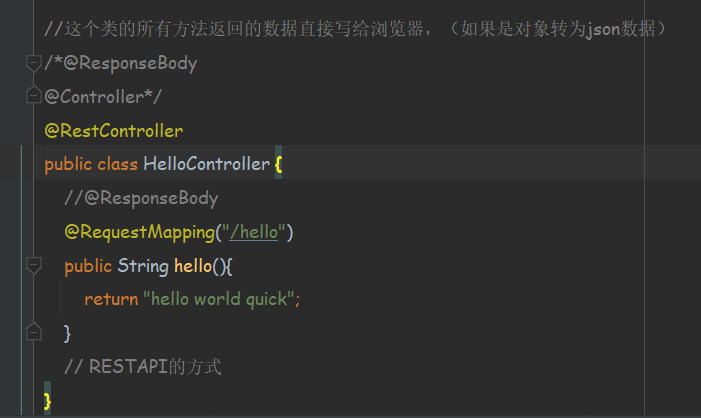 //这个类的所有方法返回的数据直接写给浏览器，（如果是对象转为json数据）
/*@ResponseBody
@Controller*/
@RestController
public class HelloController {
//@ResponseBody
@RequestMapping("/hello")
public String hello(){
return "hello world quick";
}
// RESTAPI的方式
}